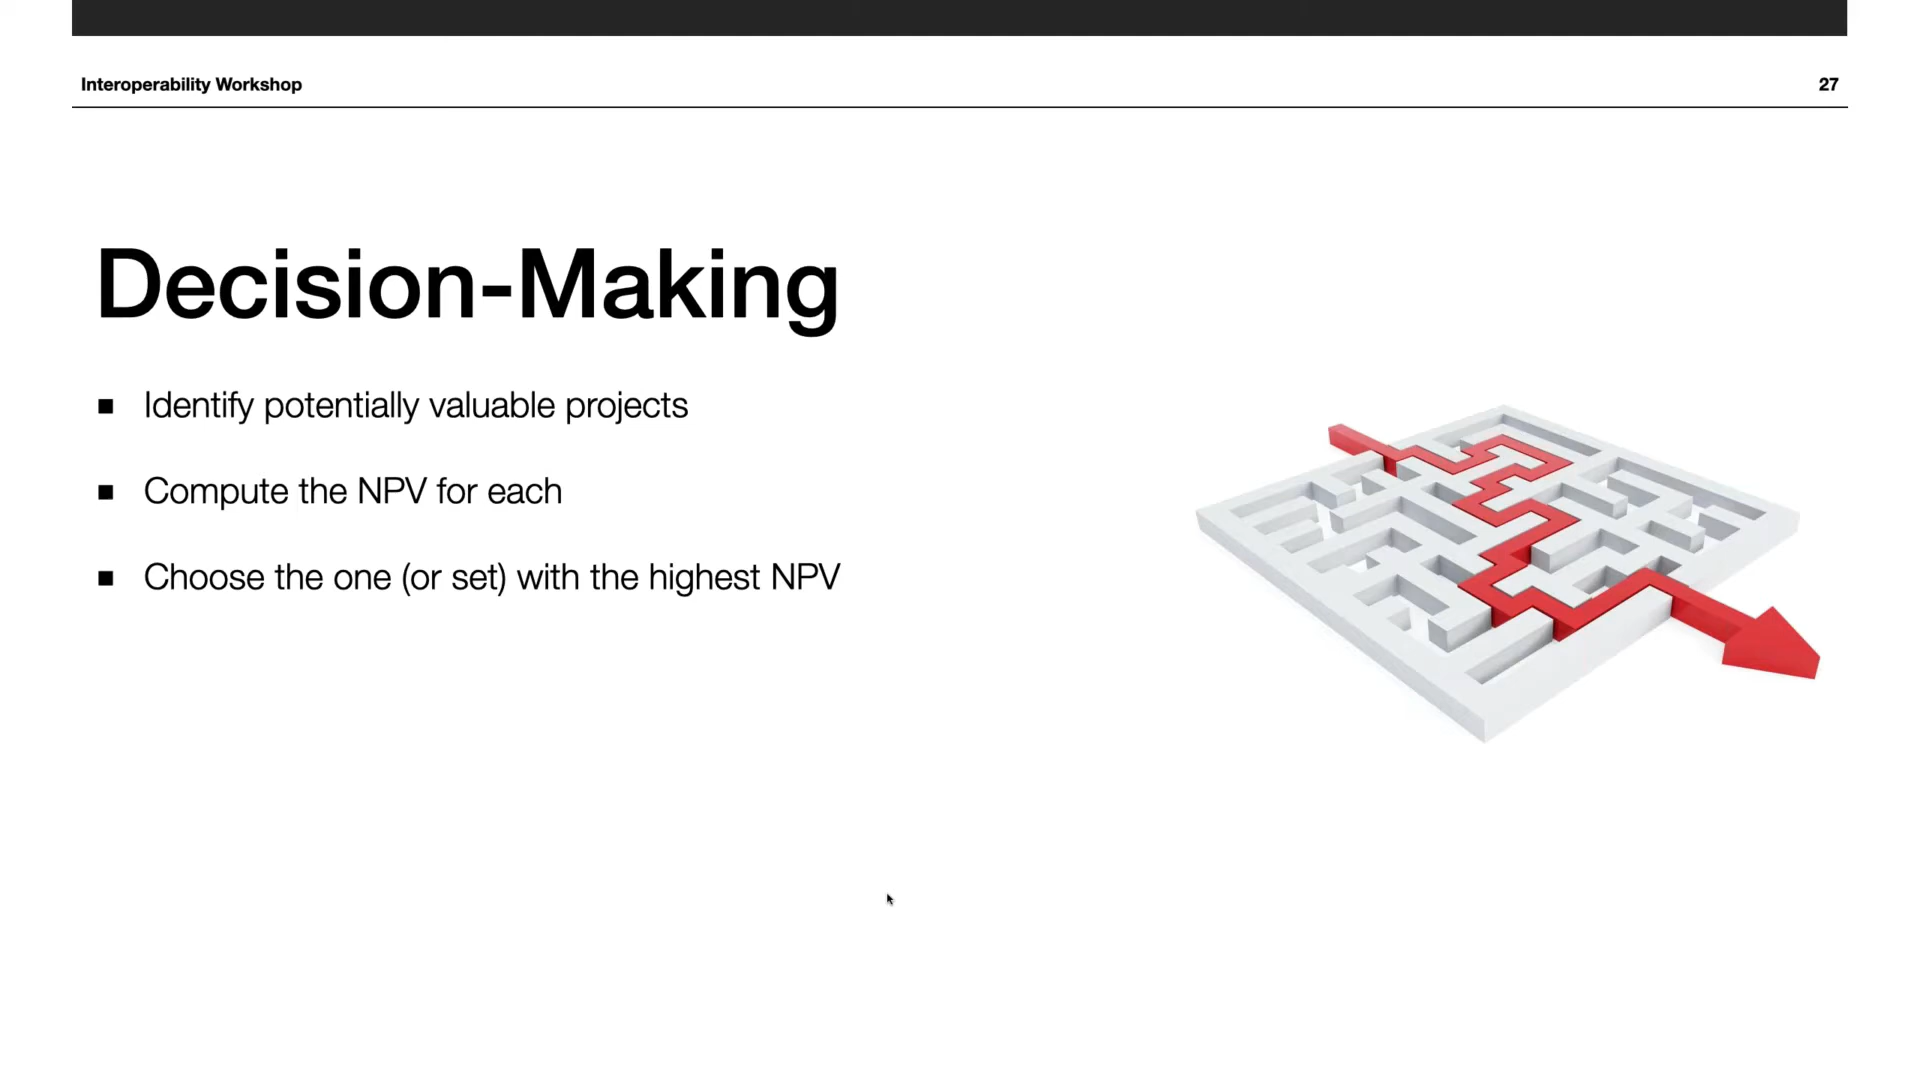 Interoperability Workshop
27
Decision-Making
■ Identify potentially valuable projects
■ Compute the NPV for each
■ Choose the one (or set) with the highest NPV